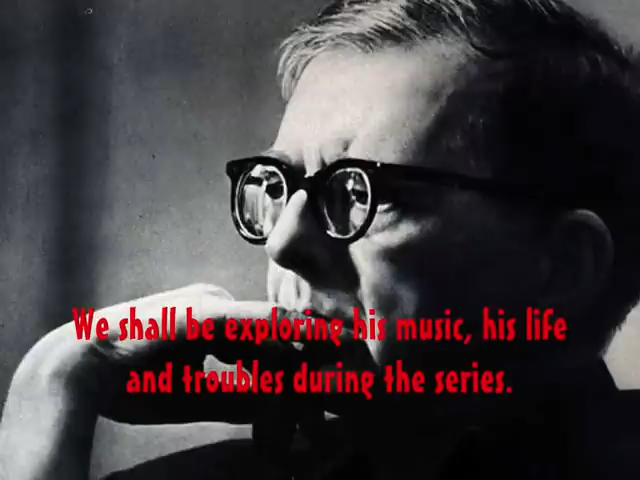 We shall be exploring his music, his life
and troubles during the series.